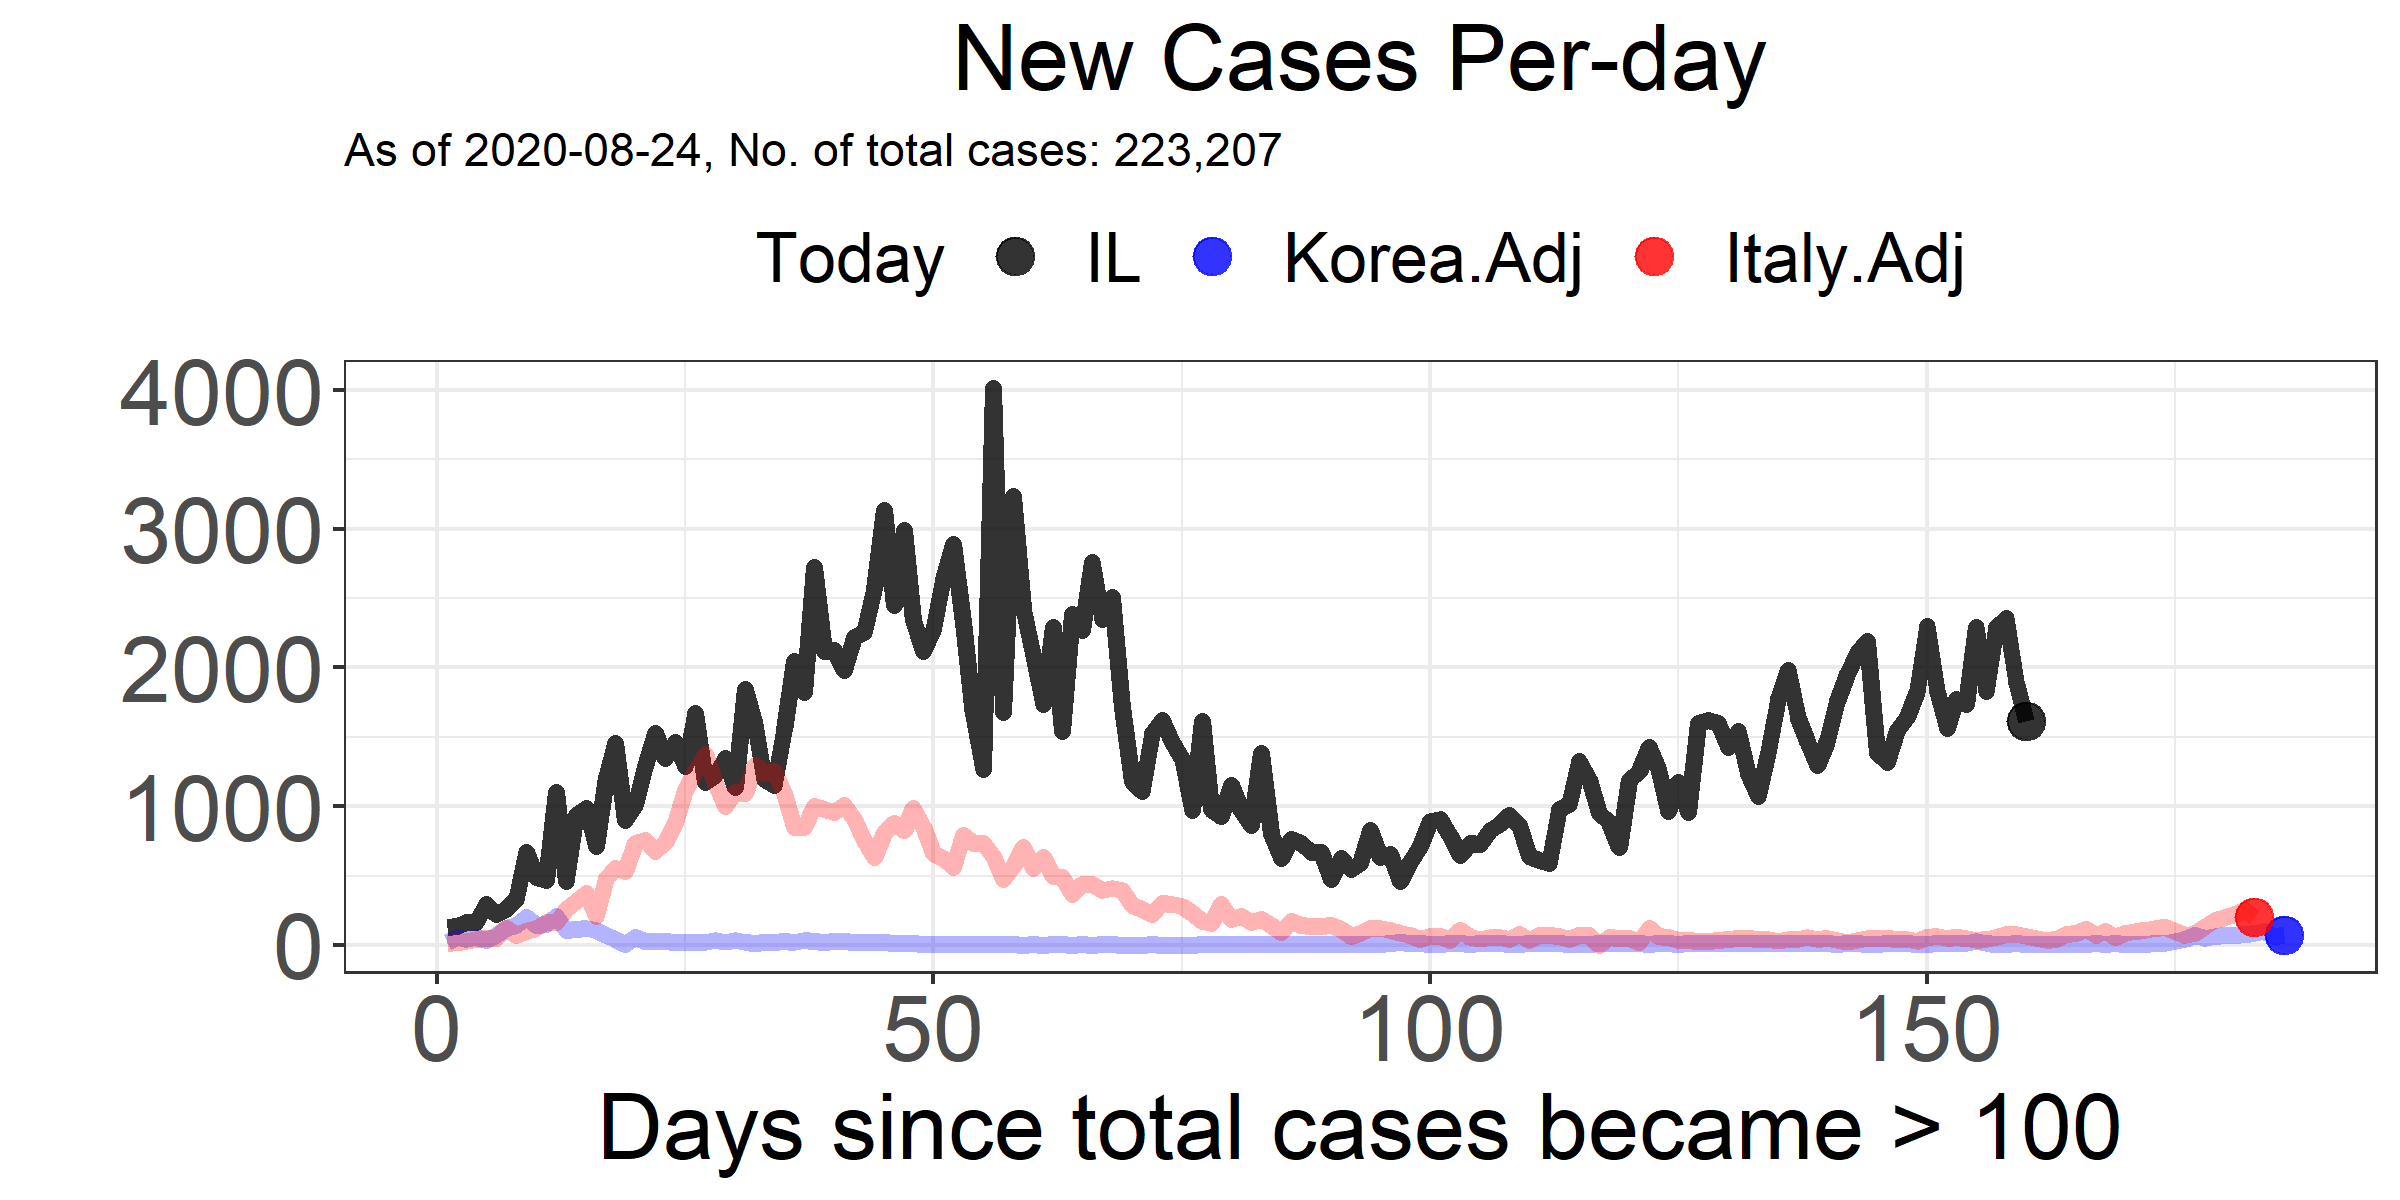 New Cases Per-day
As of 2020-08-24, No. of total cases: 223,207
Today IL Korea.Adj Italy.Adj
4000
3000
2000
1000
0
0 50 100 150
Days since total cases became > 100